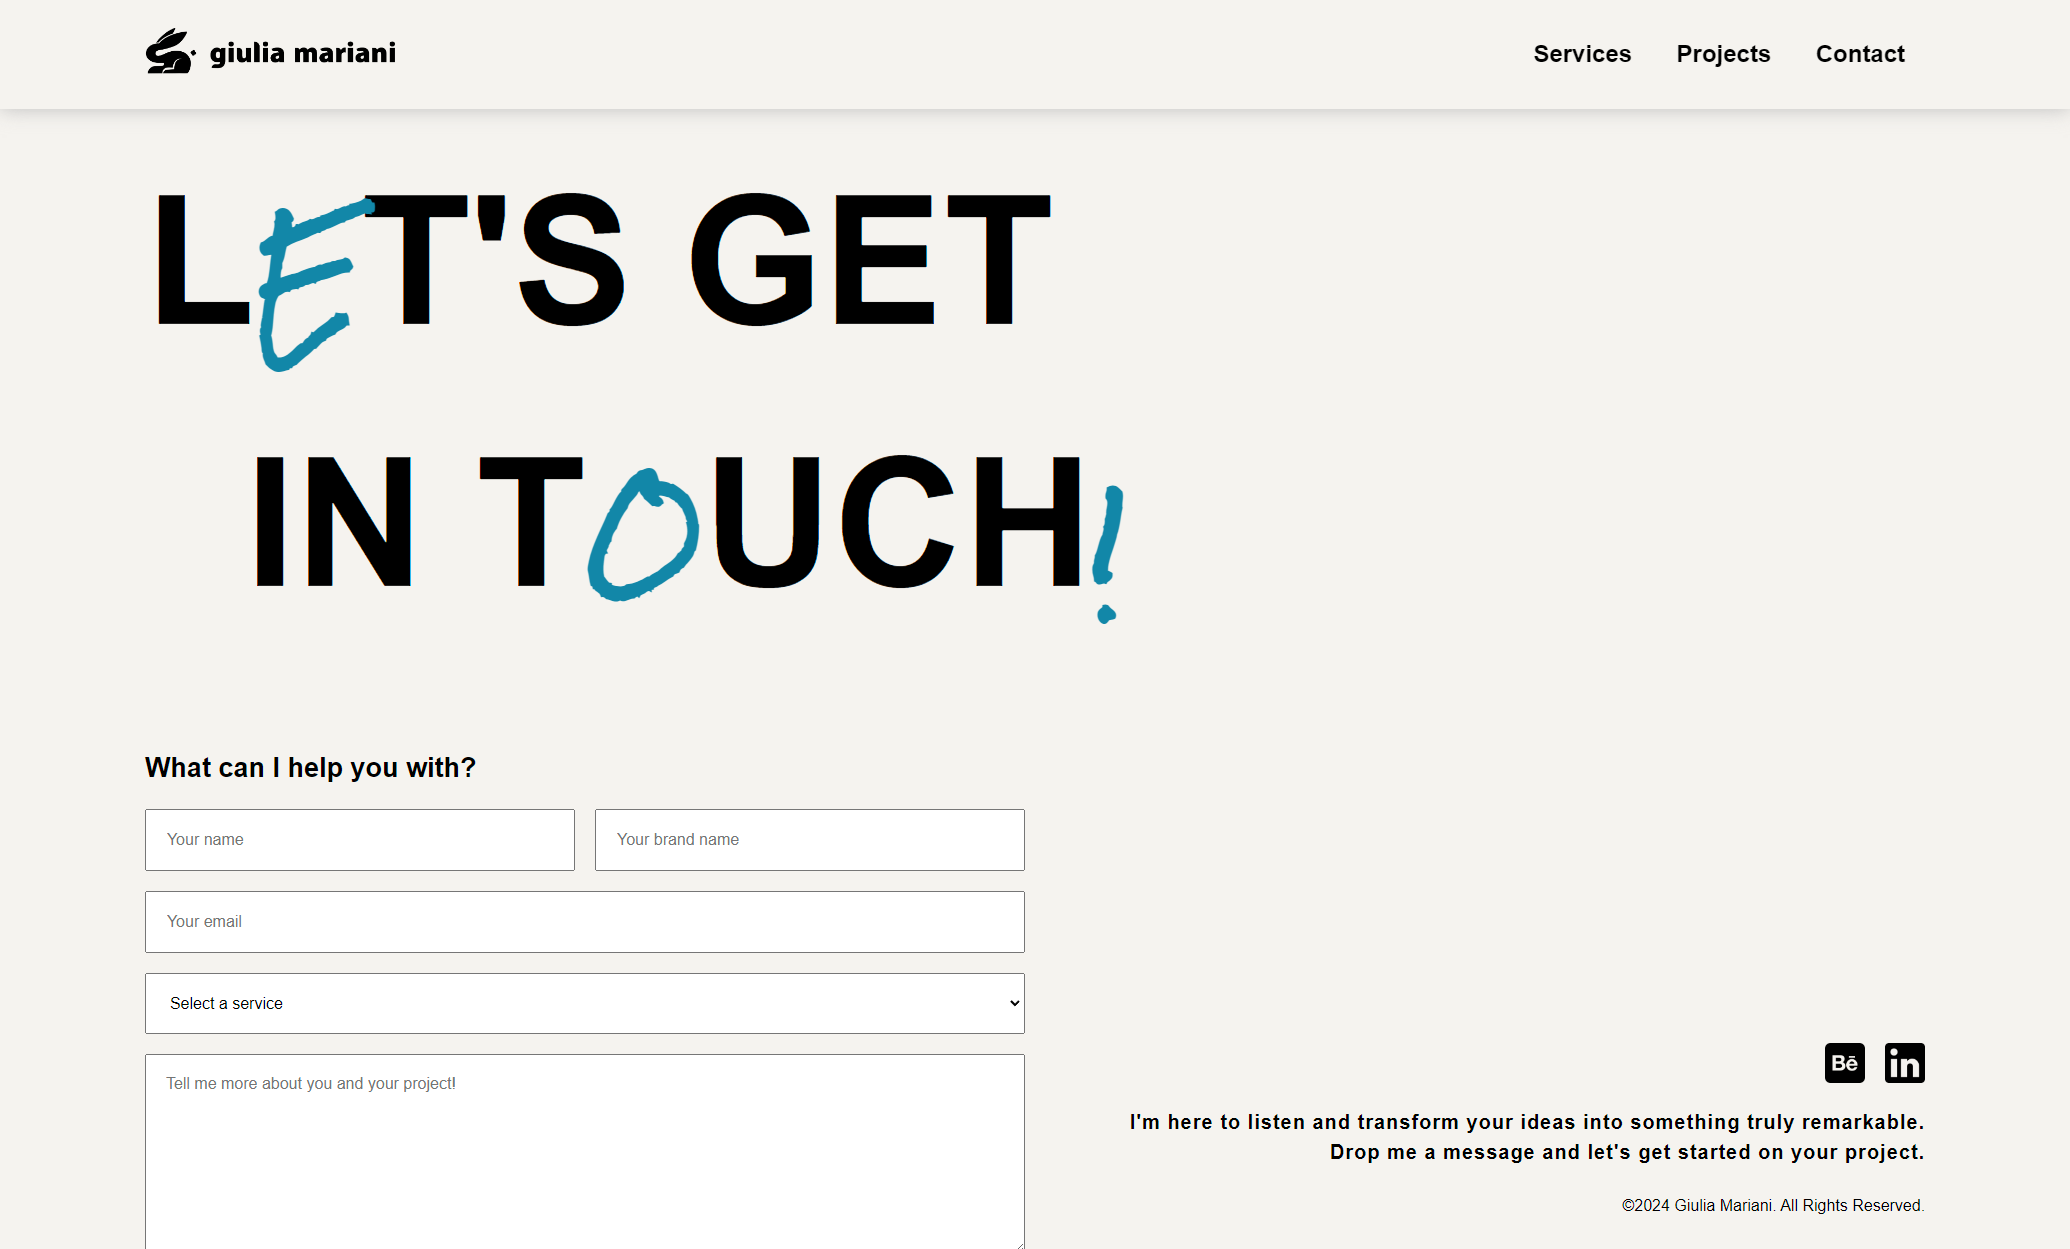 giulia mariani
Services Projects Contact
LET'S GET
IN TOUCH!
What can I help you with?
Your name
Your brand name
Your email
Select a service
Tell me more about you and your project!
Bē in
I'm here to listen and transform your ideas into something truly remarkable.
Drop me a message and let's get started on your project.
©2024 Giulia Mariani. All Rights Reserved.